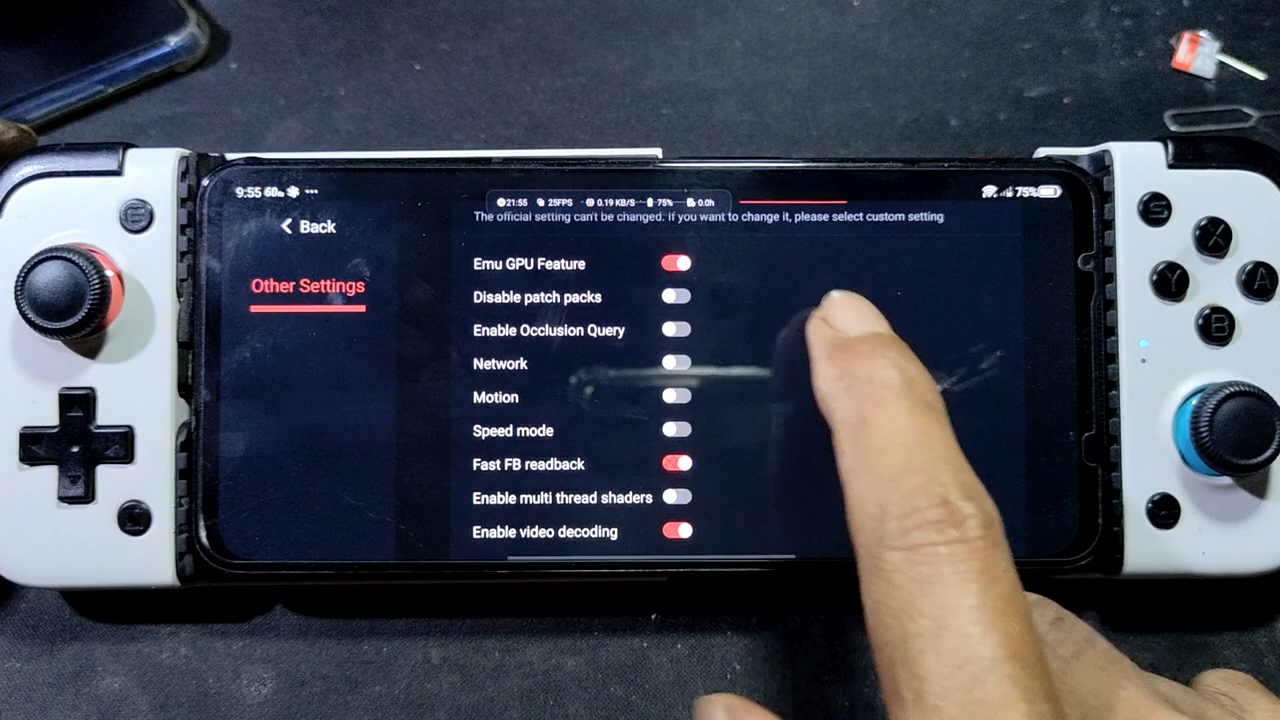 9:55 60m ...
21:55 25FPS 0.19 KB/S 75% 0.0h
75%
The official setting can't be changed. If you want to change it, please select custom setting
Back
Other Settings
Emu GPU Feature
Disable patch packs
Enable Occlusion Query
Network
Motion
Speed mode
Fast FB readback
Enable multi thread shaders
Enable video decoding
S
X
Y
A
B